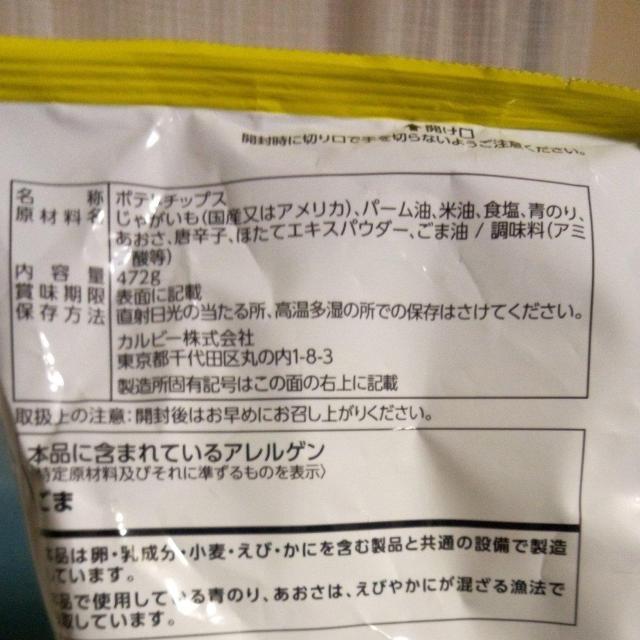 開け口
開封時に切り口で手を切らないようご注意ください。
名称 ポテトチップス
原材料名 じゃがいも(国産又はアメリカ)、パーム油、米油、食塩、青のり、
あおさ、唐辛子、ほたてエキスパウダー、ごま油 / 調味料(アミ
ノ酸等)
内容量 472g
賞味期限 表面に記載
保存方法 直射日光の当たる所、高温多湿の所での保存はさけてください。
カルビー株式会社
東京都千代田区丸の内1-8-3
製造所固有記号はこの面の右上に記載
取扱上の注意:開封後はお早めにお召し上がりください。
本品に含まれているアレルゲン
〈特定原材料及びそれに準ずるものを表示〉
ごま
本品は卵・乳成分・小麦・えび・かにを含む製品と共通の設備で製造
しています。
品で使用している青のり、あおさは、えびやかにが混ざる漁法で
取しています。